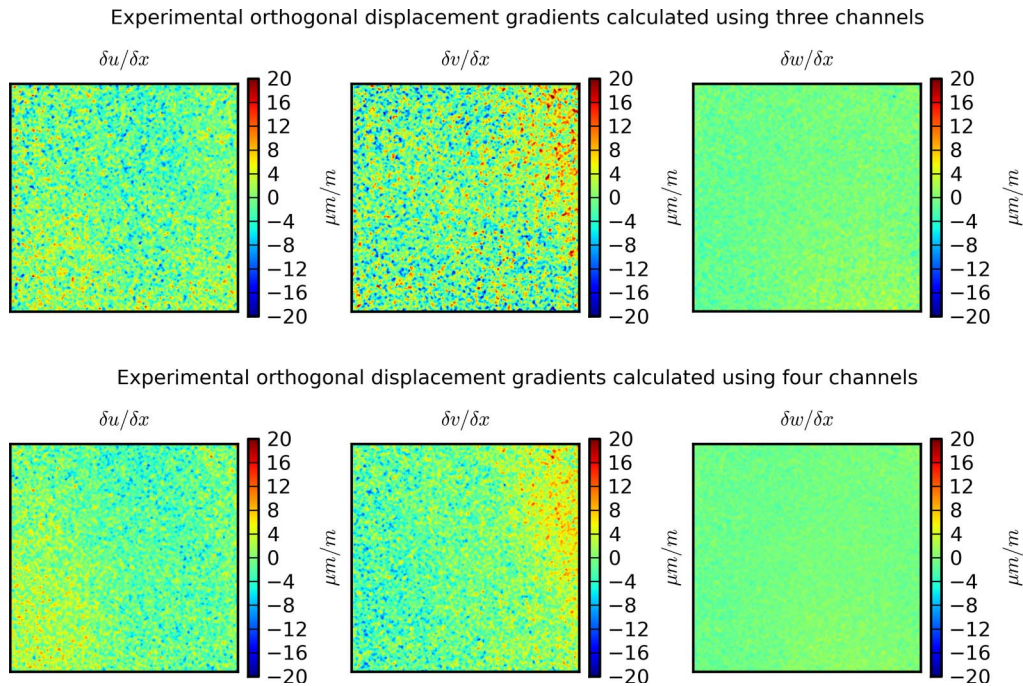 Experimental orthogonal displacement gradients calculated using three channels
δu/δx δv/δx δw/δx
20 20 20
16 16 16
12 12 12
8 8 8
4 4 4
0 0 0
−4 −4 −4
−8 −8 −8
−12 −12 −12
−16 −16 −16
−20 −20 −20
μm/m μm/m μm/m
Experimental orthogonal displacement gradients calculated using four channels
δu/δx δv/δx δw/δx
20 20 20
16 16 16
12 12 12
8 8 8
4 4 4
0 0 0
−4 −4 −4
−8 −8 −8
−12 −12 −12
−16 −16 −16
−20 −20 −20
μm/m μm/m μm/m